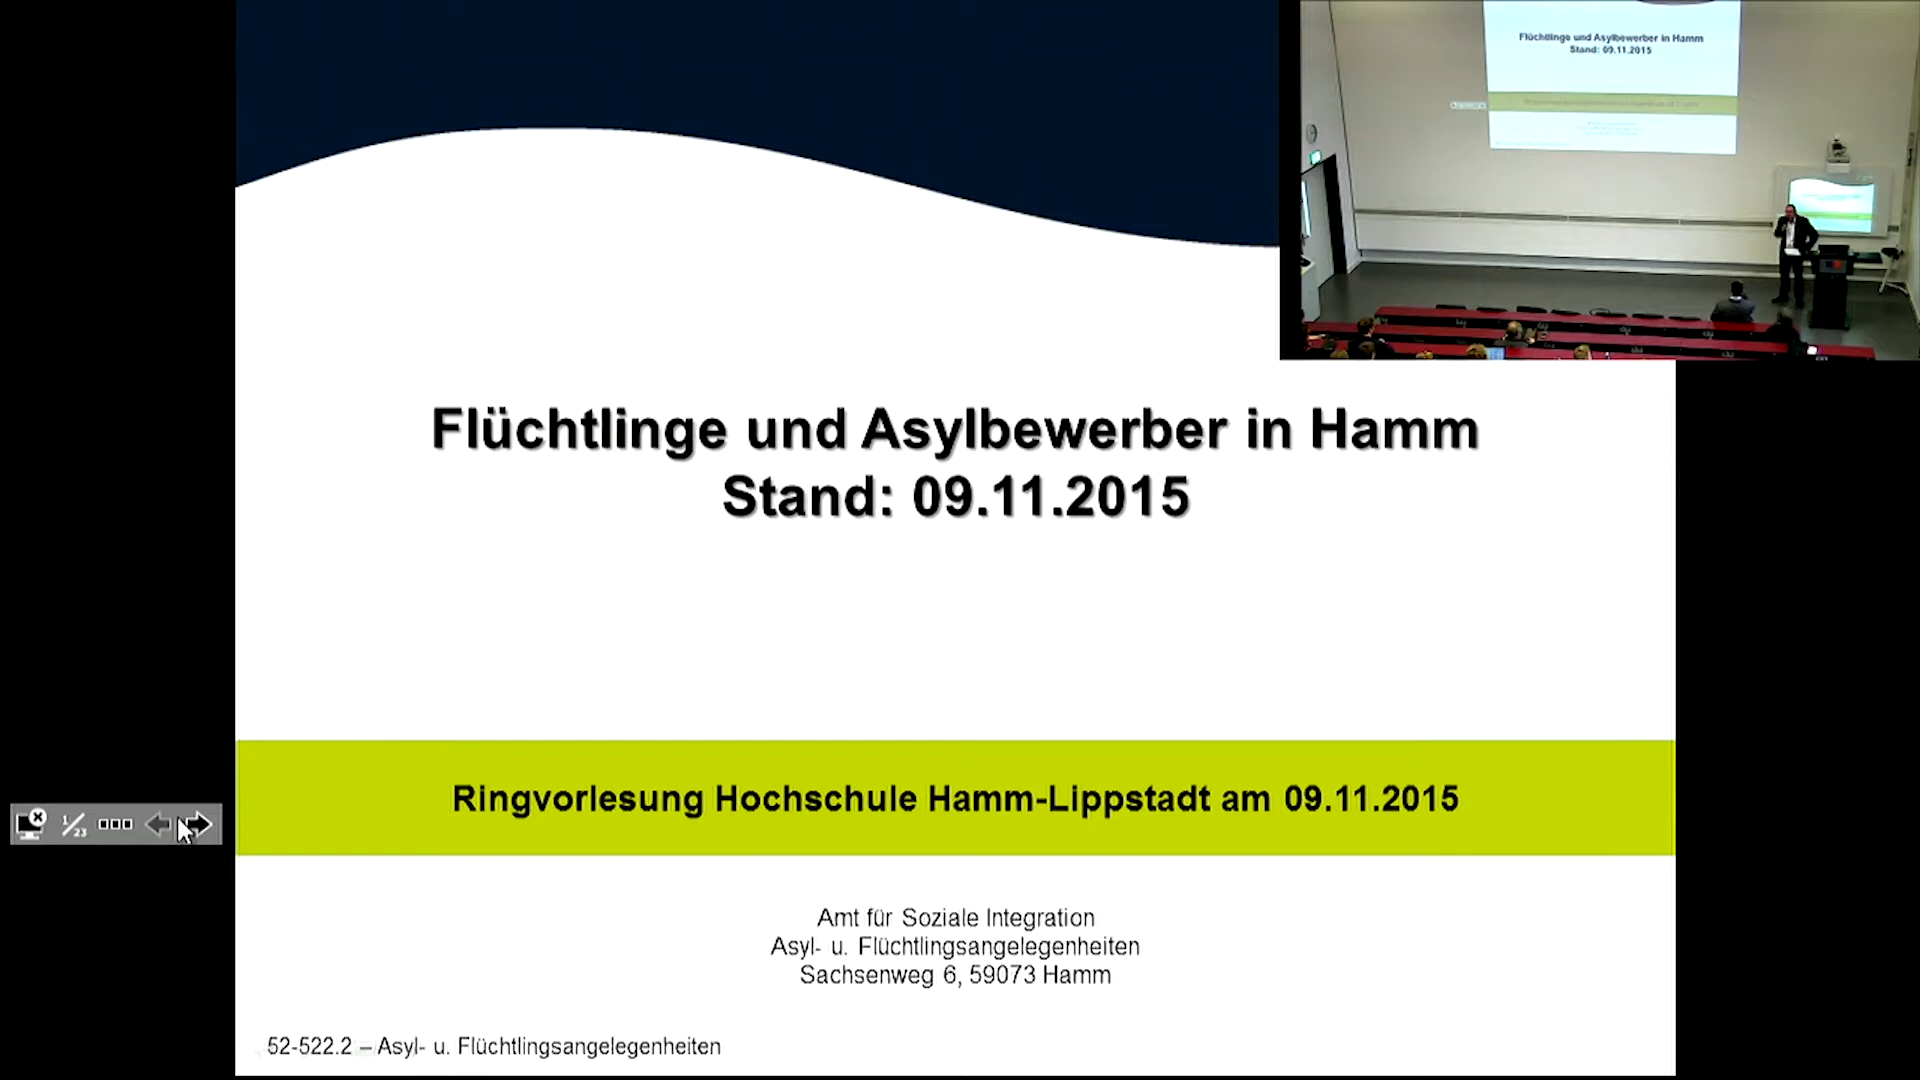 Flüchtlinge und Asylbewerber in Hamm
Stand: 09.11.2015
Flüchtlinge und Asylbewerber in Hamm
Stand: 09.11.2015
Ringvorlesung Hochschule Hamm-Lippstadt am 09.11.2015
1/23
Amt für Soziale Integration
Asyl- u. Flüchtlingsangelegenheiten
Sachsenweg 6, 59073 Hamm
52-522.2 – Asyl- u. Flüchtlingsangelegenheiten